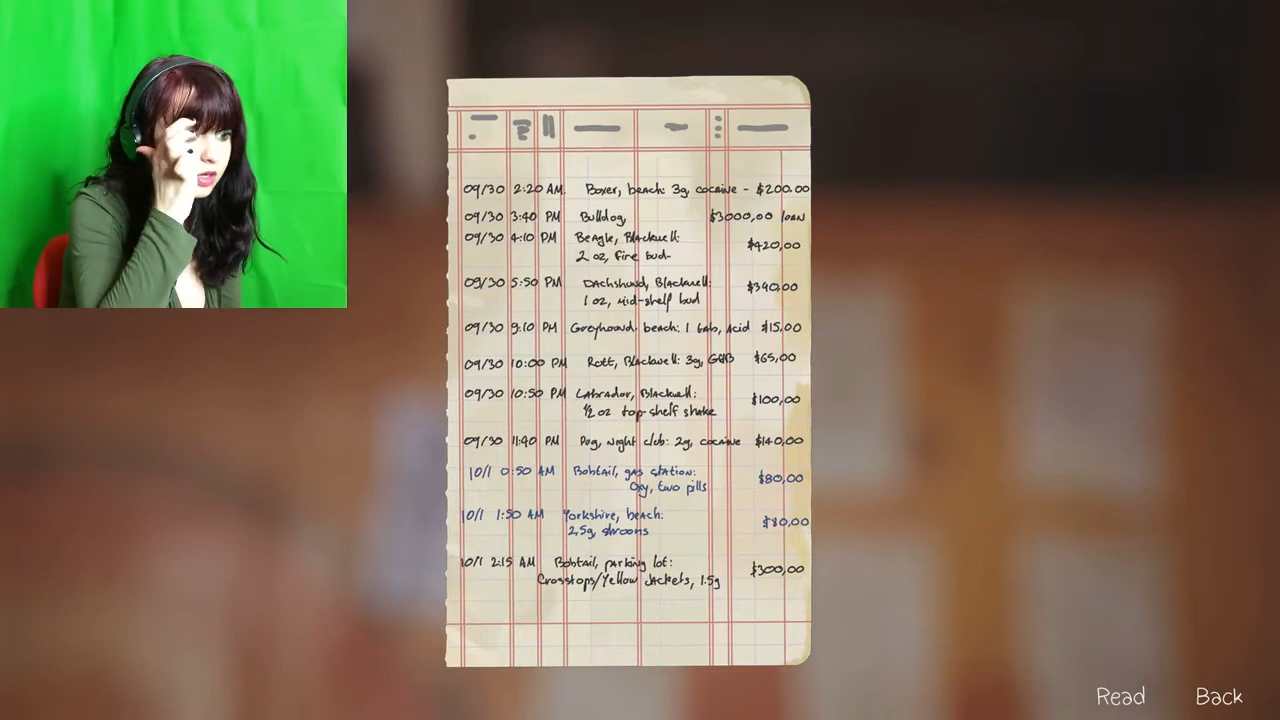 09/30 2:20 AM. Boxer, beach: 3g, cocaine - $200.00
09/30 3:40 PM Bulldog, $3000,00 loan
09/30 4:10 PM Beagle, Blackwell: $420,00
2 oz, fire bud-
09/30 5:50 PM Dachshund, Blackwell: $340,00
1 oz, mid-shelf bud
09/30 9:10 PM Greyhound beach: 1 tab, Acid $15.00
09/30 10:00 PM Rott, Blackwell: 3g, GHB $65,00
09/30 10:50 PM Labrador, Blackwell: $100,00
1/2 oz top-shelf shake
09/30 11:40 PM Pog, night club: 2g, cocaine $140,00
10/1 0:50 AM Bobtail, gas station: $80,00
Oxy, two pills
10/1 1:50 AM Yorkshire, beach: $80,00
2,5g, shrooms
10/1 2:15 AM Bobtail, parking lot: $300,00
Crosstops/Yellow Jackets, 1.5g
Read Back